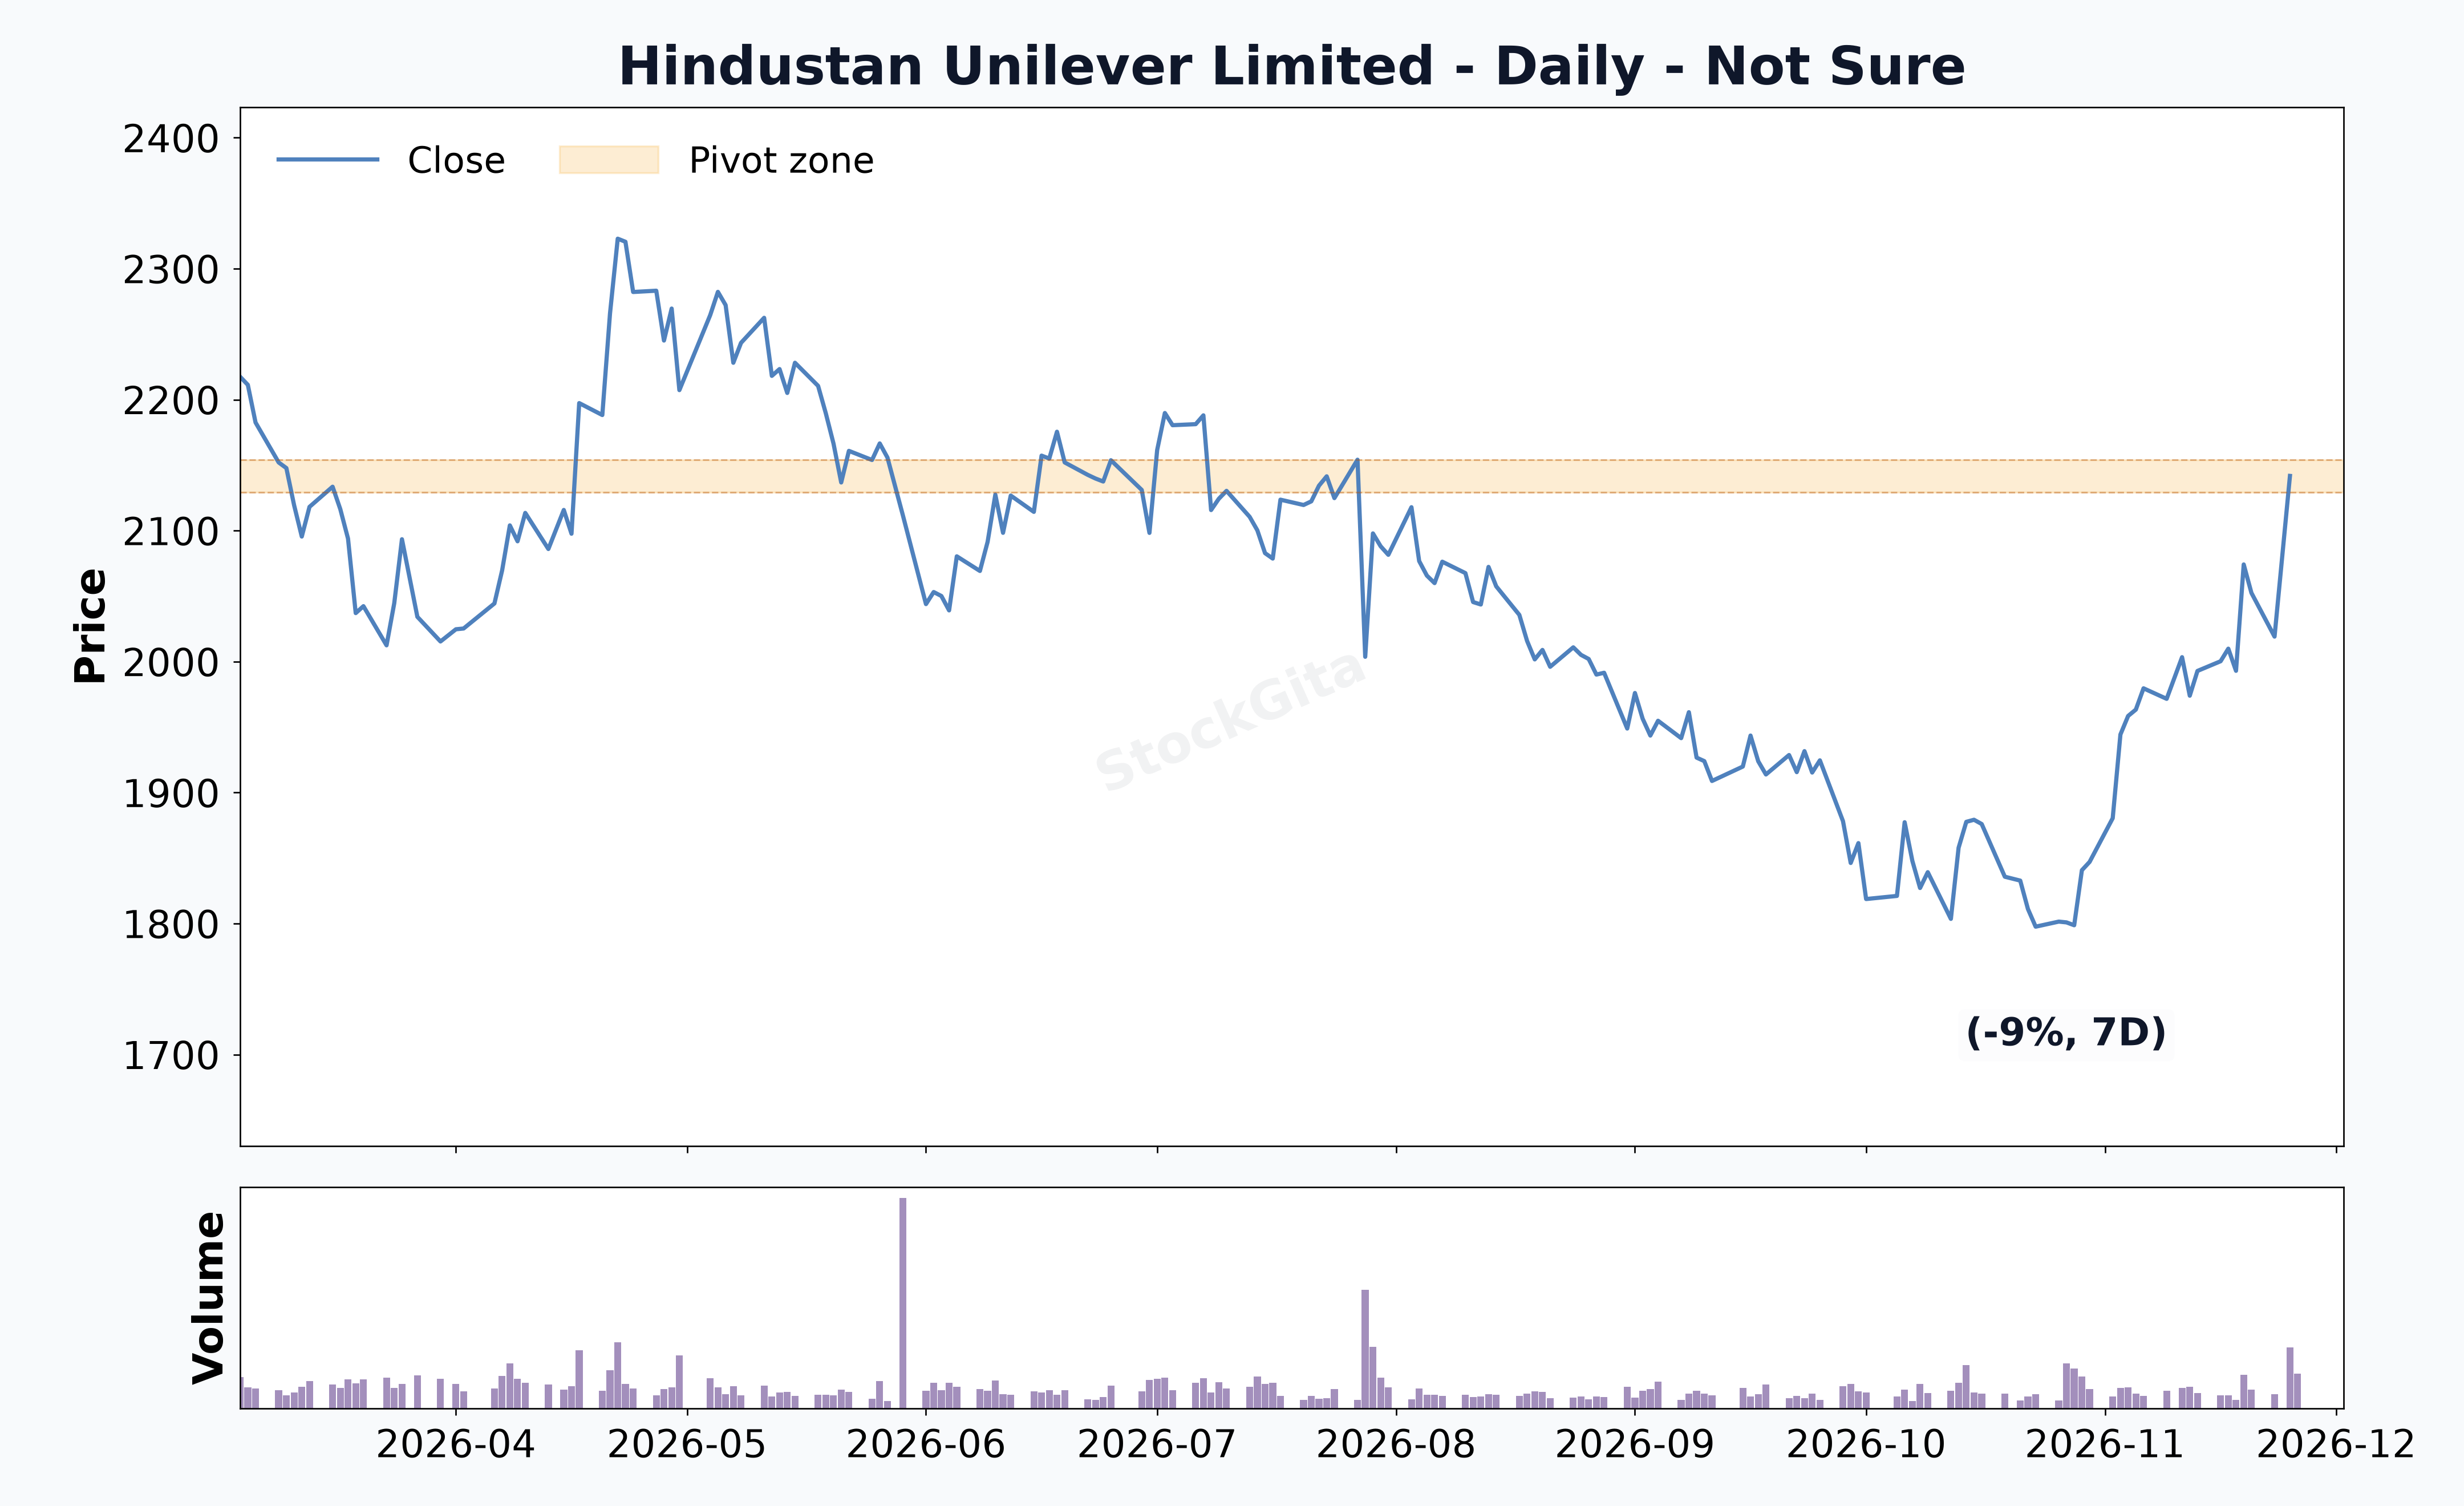 Hindustan Unilever Limited - Daily - Not Sure
Close
Pivot zone
2400
2300
2200
2100
2000
1900
1800
1700
Price
StockGita
(-9%, 7D)
Volume
2026-04
2026-05
2026-06
2026-07
2026-08
2026-09
2026-10
2026-11
2026-12